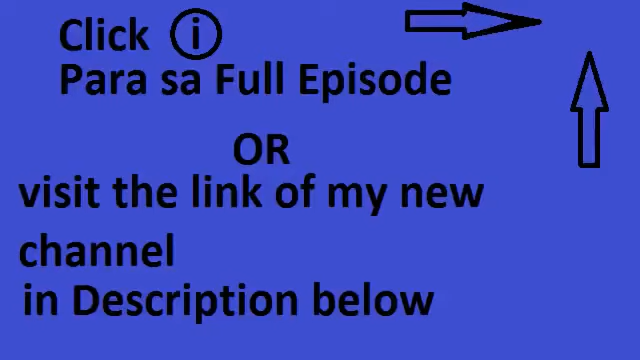 Click ⓘ
Para sa Full Episode
OR
visit the link of my new
channel
in Description below